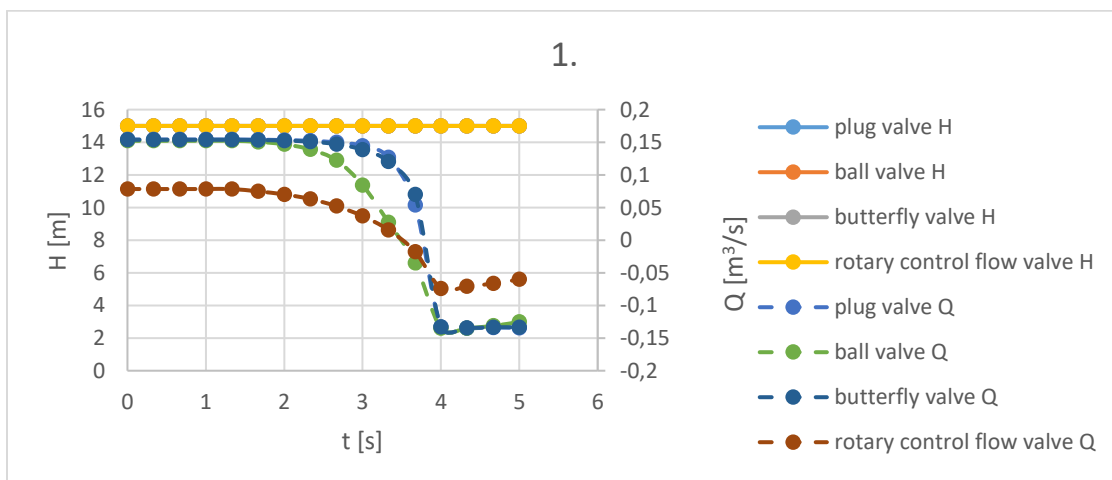 1.
16
14
12
10
8
6
4
2
0
H [m]
0 1 2 3 4 5 6
t [s]
0,2
0,15
0,1
0,05
0
-0,05
-0,1
-0,15
-0,2
Q [m³/s]
plug valve H
ball valve H
butterfly valve H
rotary control flow valve H
plug valve Q
ball valve Q
butterfly valve Q
rotary control flow valve Q